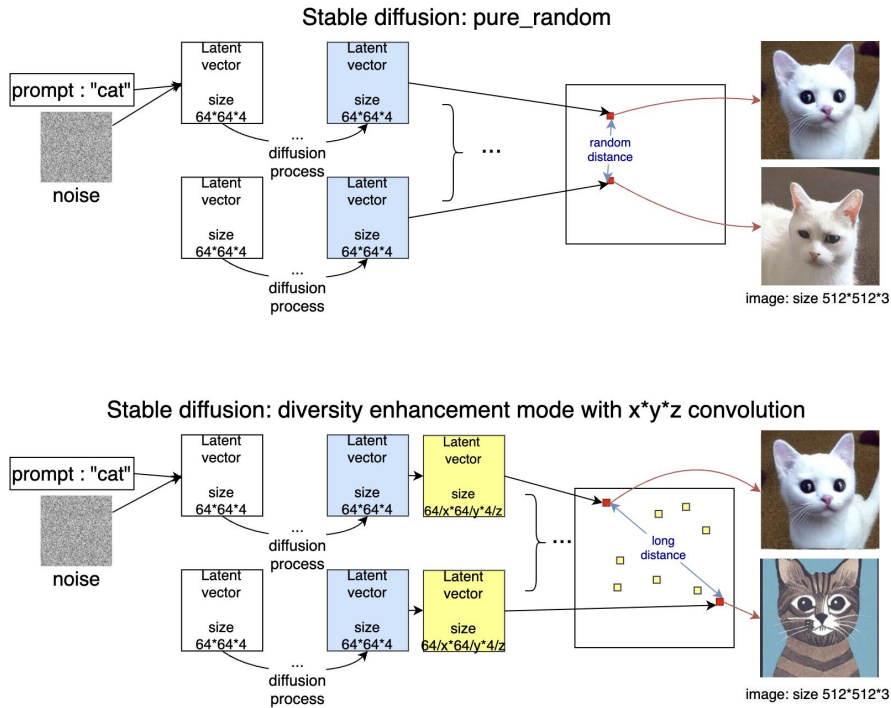 Stable diffusion: pure_random
prompt : "cat"
noise
Latent
vector
size
64*64*4
...
diffusion
process
Latent
vector
size
64*64*4
Latent
vector
size
64*64*4
...
diffusion
process
Latent
vector
size
64*64*4
...
random
distance
image: size 512*512*3
Stable diffusion: diversity enhancement mode with x*y*z convolution
prompt : "cat"
noise
Latent
vector
size
64*64*4
...
diffusion
process
Latent
vector
size
64*64*4
Latent
vector
size
64/x*64/y*4/z
Latent
vector
size
64*64*4
...
diffusion
process
Latent
vector
size
64*64*4
Latent
vector
size
64/x*64/y*4/z
...
long
distance
image: size 512*512*3